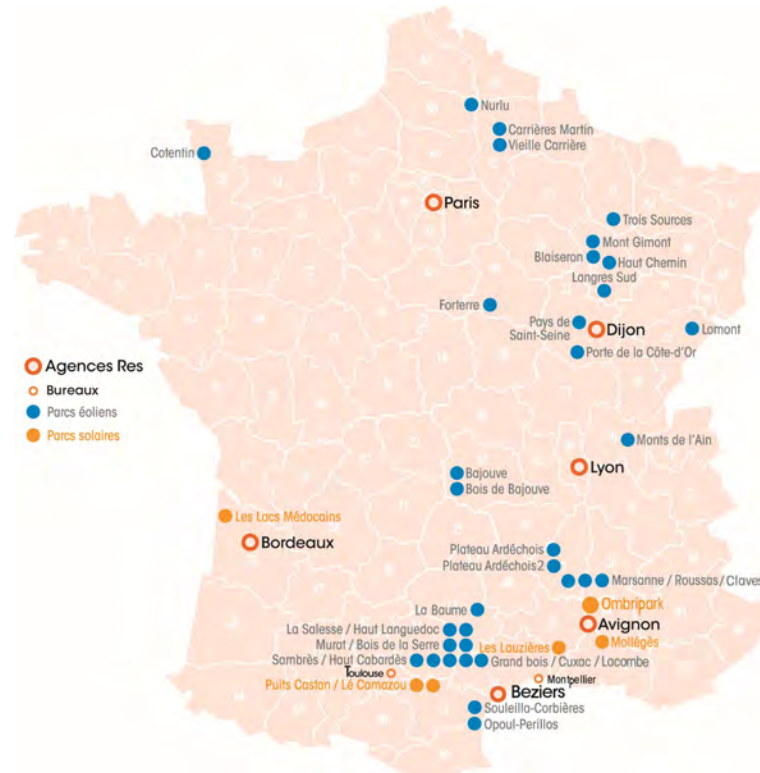 Nurlu
Carrières Martin
Vieille Carrière
Cotentin
Paris
Trois Sources
Mont Gimont
Blaiseron
Haut Chemin
Langres Sud
Forterre
Pays de
Saint-Seine
Dijon
Lomont
Porte de la Côte-d'Or
Agences Res
Bureaux
Parcs éoliens
Parcs solaires
Monts de l'Ain
Lyon
Bajouve
Bois de Bajouve
Les Lacs Médocains
Bordeaux
Plateau Ardéchois
Plateau Ardéchois2
Marsanne / Roussas / Claves
Ombripark
La Baume
Avignon
La Salesse / Haut Languedoc
Murat / Bois de la Serre
Les Lauzières
Mollégès
Sambrès / Haut Cabardès
Grand bois / Cuxac / Lacombe
Toulouse
Montpellier
Puits Castan / Lé Camazou
Beziers
Souleilla-Corbières
Opoul-Perillos